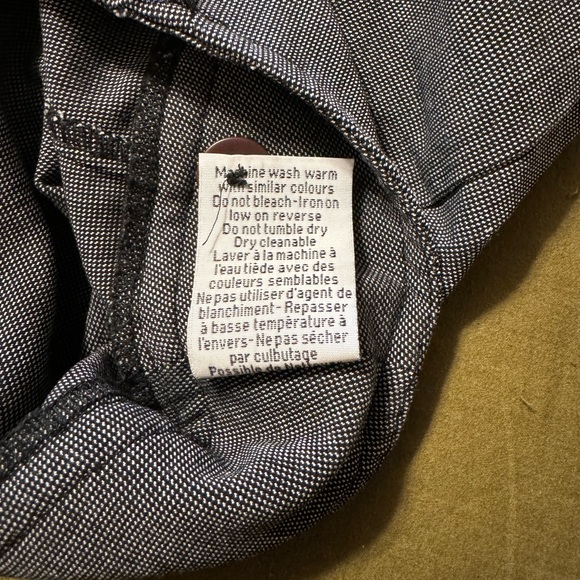 Machine wash warm
with similar colours
Do not bleach-Iron on
low on reverse
Do not tumble dry
Dry cleanable
Laver à la machine à
l'eau tiède avec des
couleurs semblables
Ne pas utiliser d'agent de
blanchiment-Repasser
à basse température à
l'envers-Ne pas sécher
par culbutage
Possible de